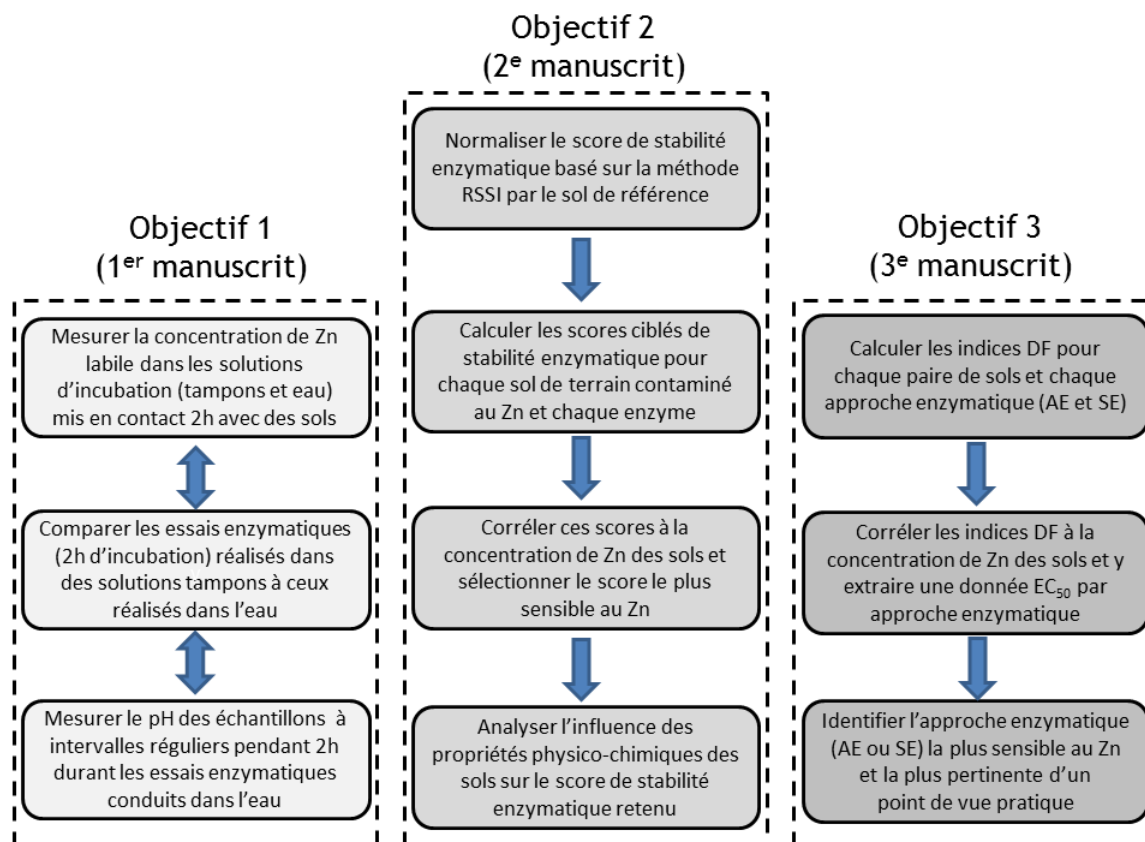 Objectif 1
(1er manuscrit)
Mesurer la concentration de Zn
labile dans les solutions
d'incubation (tampons et eau)
mis en contact 2h avec des sols
Comparer les essais enzymatiques
(2h d'incubation) réalisés dans
des solutions tampons à ceux
réalisés dans l'eau
Mesurer le pH des échantillons à
intervalles réguliers pendant 2h
durant les essais enzymatiques
conduits dans l'eau
Objectif 2
(2e manuscrit)
Normaliser le score de stabilité
enzymatique basé sur la méthode
RSSI par le sol de référence
Calculer les scores ciblés de
stabilité enzymatique pour
chaque sol de terrain contaminé
au Zn et chaque enzyme
Corréler ces scores à la
concentration de Zn des sols et
sélectionner le score le plus
sensible au Zn
Analyser l'influence des
propriétés physico-chimiques des
sols sur le score de stabilité
enzymatique retenu
Objectif 3
(3e manuscrit)
Calculer les indices DF pour
chaque paire de sols et chaque
approche enzymatique (AE et SE)
Corréler les indices DF à la
concentration de Zn des sols et y
extraire une donnée EC50 par
approche enzymatique
Identifier l'approche enzymatique
(AE ou SE) la plus sensible au Zn
et la plus pertinente d'un
point de vue pratique